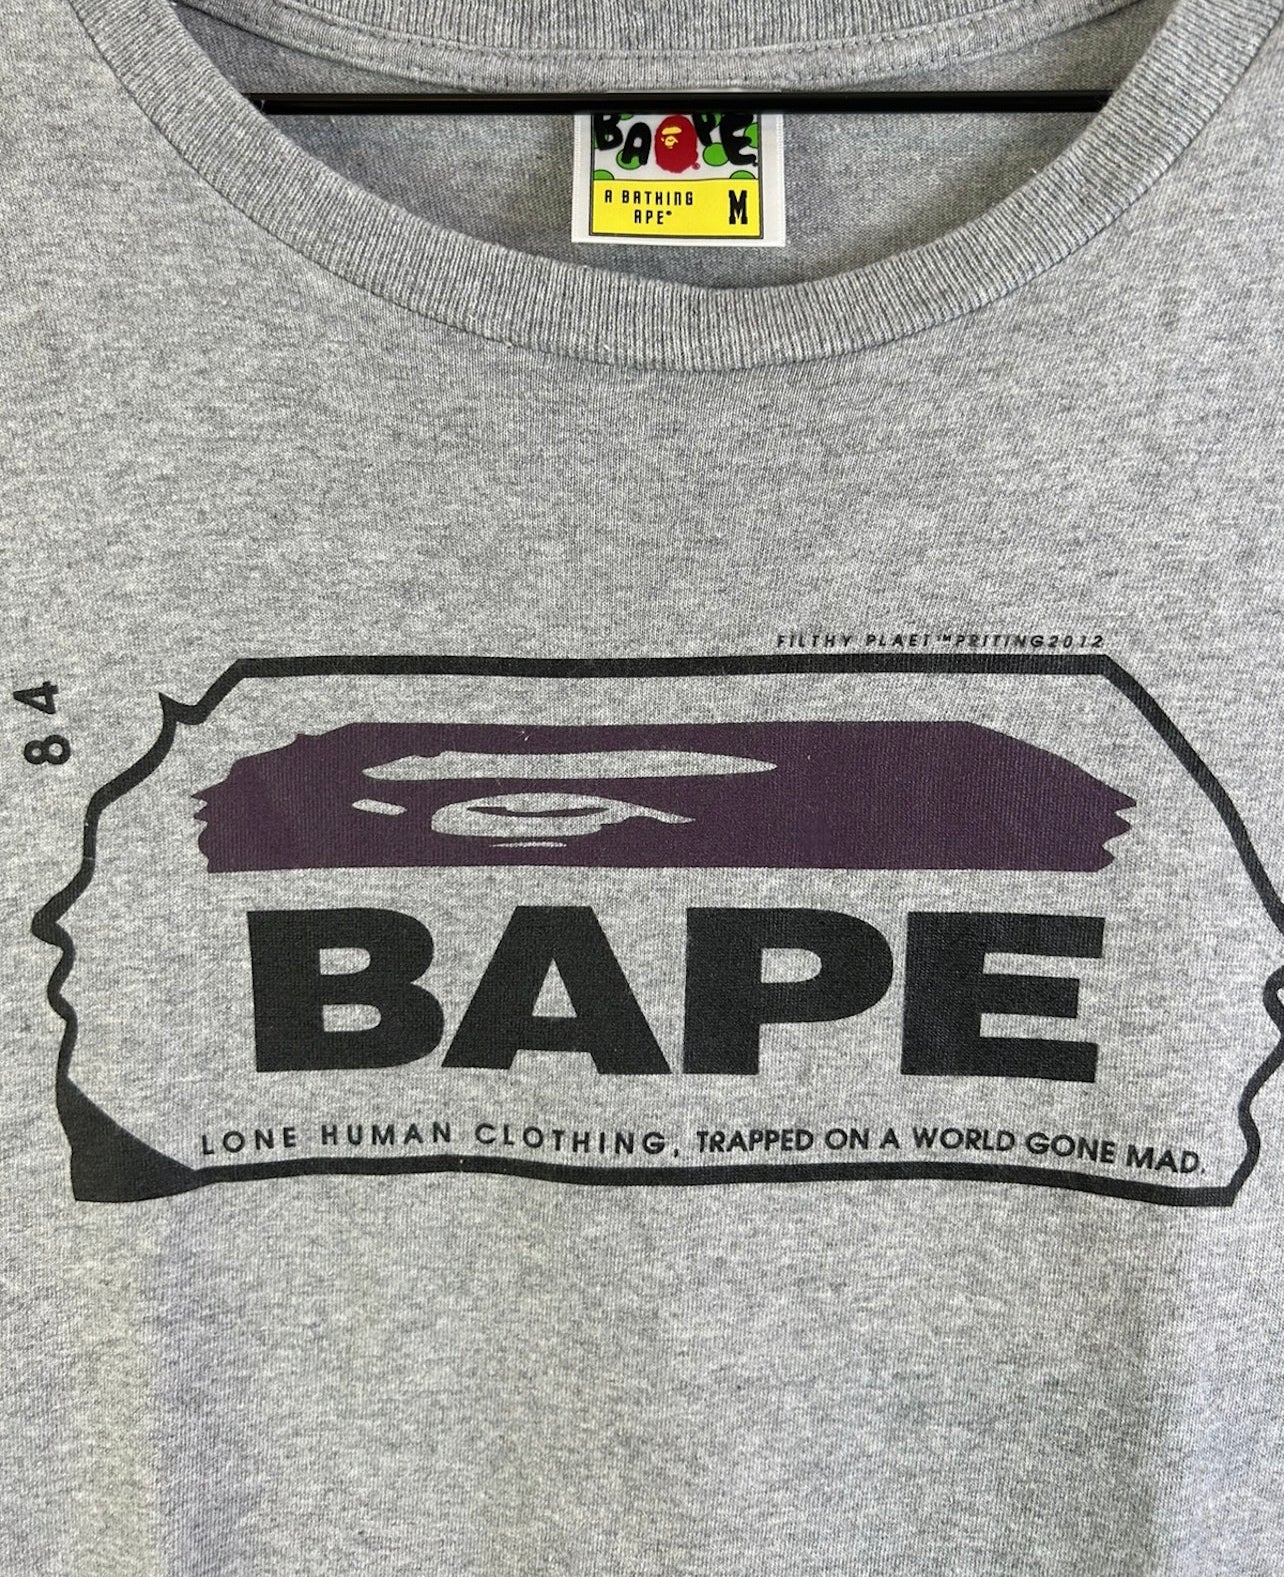 BAPE
A BATHING
APE® M
FILTHY PLAET™PRITING2012
84
BAPE
LONE HUMAN CLOTHING, TRAPPED ON A WORLD GONE MAD.